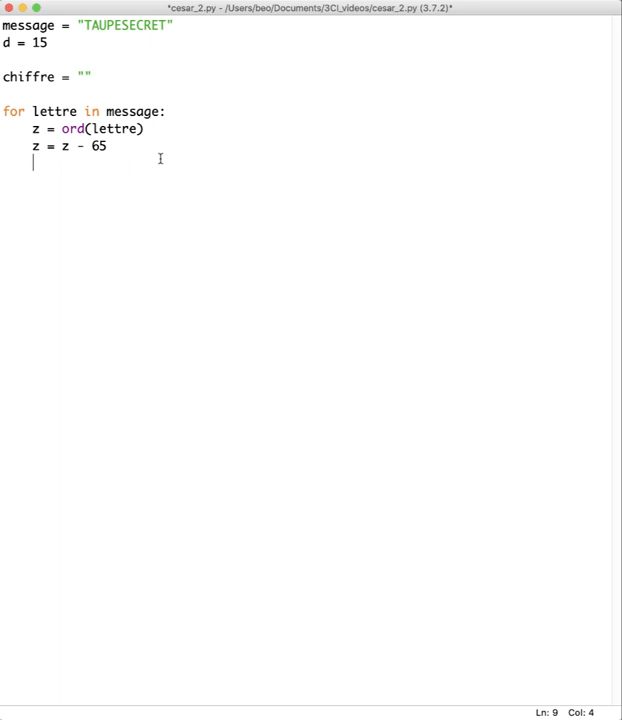 *cesar_2.py - /Users/beo/Documents/3CI_videos/cesar_2.py (3.7.2)*
message = "TAUPESECRET"
d = 15
chiffre = ""
for lettre in message:
    z = ord(lettre)
    z = z - 65
Ln: 9 Col: 4